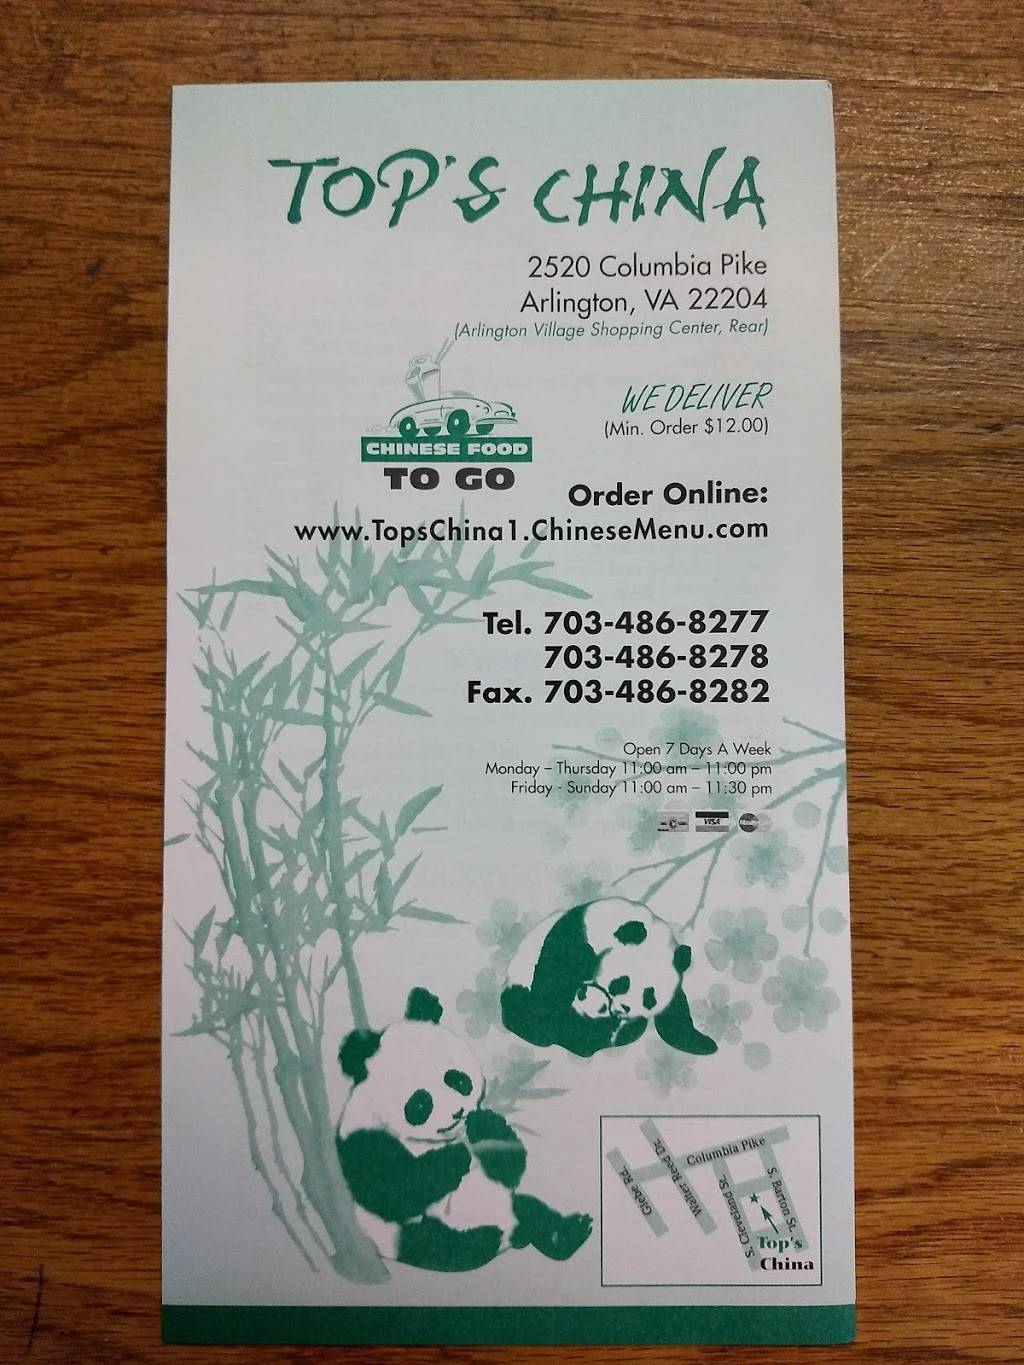 TOP'S CHINA
2520 Columbia Pike
Arlington, VA 22204
(Arlington Village Shopping Center, Rear)
WE DELIVER
(Min. Order $12.00)
CHINESE FOOD
TO GO
Order Online:
www.TopsChina1.ChineseMenu.com
Tel. 703-486-8277
703-486-8278
Fax. 703-486-8282
Open 7 Days A Week
Monday – Thursday 11:00 am – 11:00 pm
Friday - Sunday 11:00 am – 11:30 pm
VISA
Columbia Pike
Glebe Rd.
Walter Reed Dr.
S. Cleveland St.
S. Barton St.
Top's
China